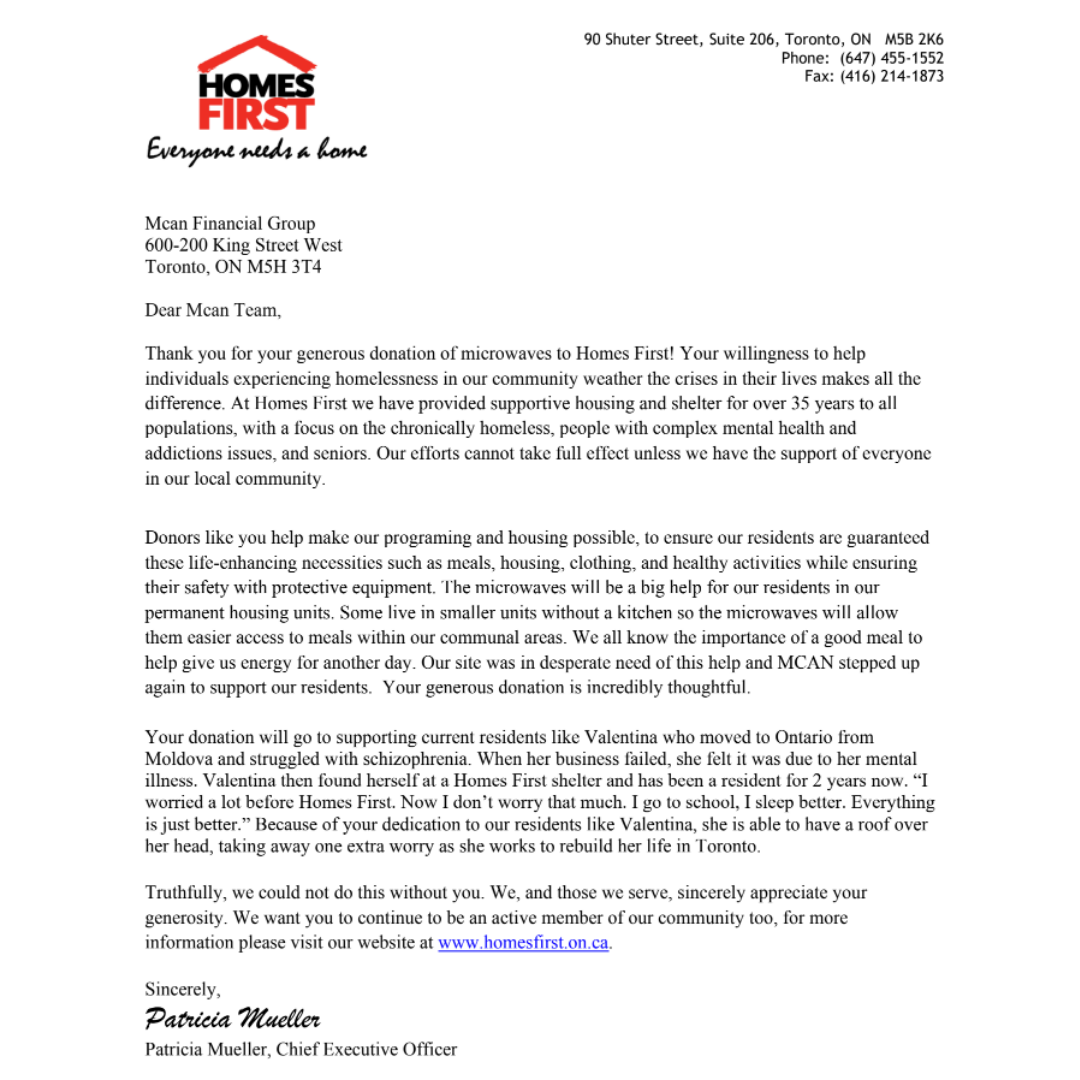 90 Shuter Street, Suite 206, Toronto, ON M5B 2K6
Phone: (647) 455-1552
Fax: (416) 214-1873
HOMES
FIRST
Everyone needs a home
Mcan Financial Group
600-200 King Street West
Toronto, ON M5H 3T4
Dear Mcan Team,
Thank you for your generous donation of microwaves to Homes First! Your willingness to help
individuals experiencing homelessness in our community weather the crises in their lives makes all the
difference. At Homes First we have provided supportive housing and shelter for over 35 years to all
populations, with a focus on the chronically homeless, people with complex mental health and
addictions issues, and seniors. Our efforts cannot take full effect unless we have the support of everyone
in our local community.
Donors like you help make our programing and housing possible, to ensure our residents are guaranteed
these life-enhancing necessities such as meals, housing, clothing, and healthy activities while ensuring
their safety with protective equipment. The microwaves will be a big help for our residents in our
permanent housing units. Some live in smaller units without a kitchen so the microwaves will allow
them easier access to meals within our communal areas. We all know the importance of a good meal to
help give us energy for another day. Our site was in desperate need of this help and MCAN stepped up
again to support our residents.  Your generous donation is incredibly thoughtful.
Your donation will go to supporting current residents like Valentina who moved to Ontario from
Moldova and struggled with schizophrenia. When her business failed, she felt it was due to her mental
illness. Valentina then found herself at a Homes First shelter and has been a resident for 2 years now. “I
worried a lot before Homes First. Now I don’t worry that much. I go to school, I sleep better. Everything
is just better.” Because of your dedication to our residents like Valentina, she is able to have a roof over
her head, taking away one extra worry as she works to rebuild her life in Toronto.
Truthfully, we could not do this without you. We, and those we serve, sincerely appreciate your
generosity. We want you to continue to be an active member of our community too, for more
information please visit our website at www.homesfirst.on.ca.
Sincerely,
Patricia Mueller
Patricia Mueller, Chief Executive Officer